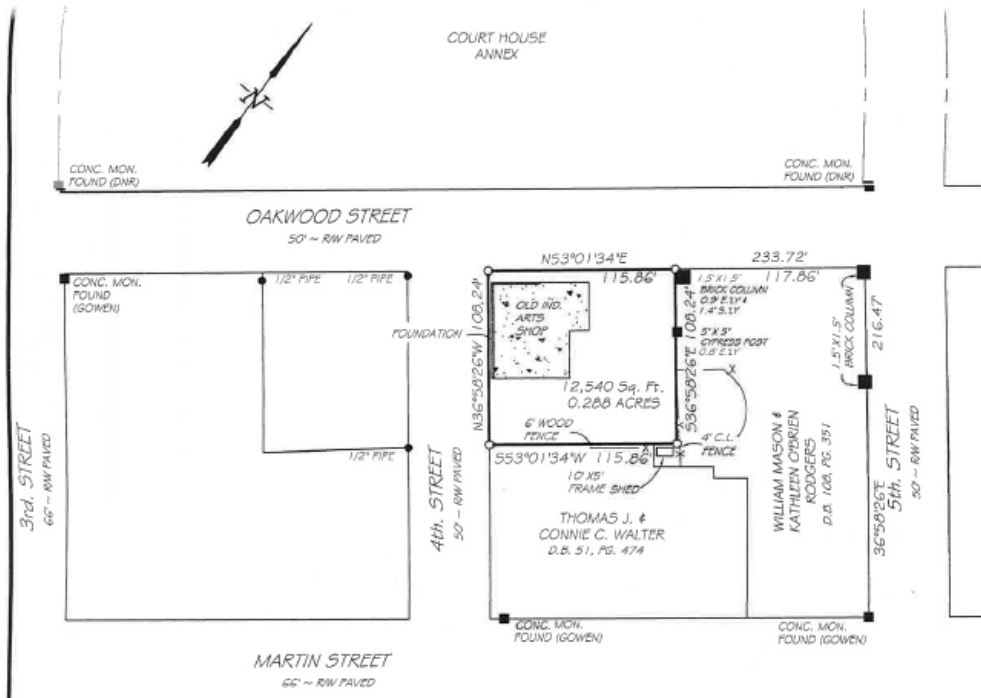 COURT HOUSE
ANNEX
N
CONC. MON.
FOUND (DNR)
CONC. MON.
FOUND (DNR)
OAKWOOD STREET
50' ~ R/W PAVED
N53°01'34"E
115.86'
233.72'
117.86'
CONC. MON.
FOUND
(GOWEN)
1/2" PIPE
1/2" PIPE
1.5'X1.5'
BRICK COLUMN
0.9' E.LY &
1.4' S.LY
5"X 5"
CYPRESS POST
0.8' E.LY
OLD IND.
ARTS
SHOP
FOUNDATION
N36°58'26"W 108.24'
S36°58'26"E 108.24'
1.5'X1.5'
BRICK COLUMN
216.47'
12,540 Sq. Ft.
0.288 ACRES
6' WOOD
FENCE
4' C.L.
FENCE
X
X
X
X
S53°01'34"W 115.86'
1/2" PIPE
10'X5'
FRAME SHED
3rd. STREET
66' ~ R/W PAVED
4th. STREET
50' ~ R/W PAVED
THOMAS J. &
CONNIE C. WALTER
D.B. 51, PG. 474
WILLIAM MASON &
KATHLEEN O'BRIEN
RODGERS
D.B. 108, PG. 351
36°58'26"E
5th. STREET
50' ~ R/W PAVED
CONC. MON.
FOUND (GOWEN)
CONC. MON.
FOUND (GOWEN)
MARTIN STREET
66' ~ R/W PAVED